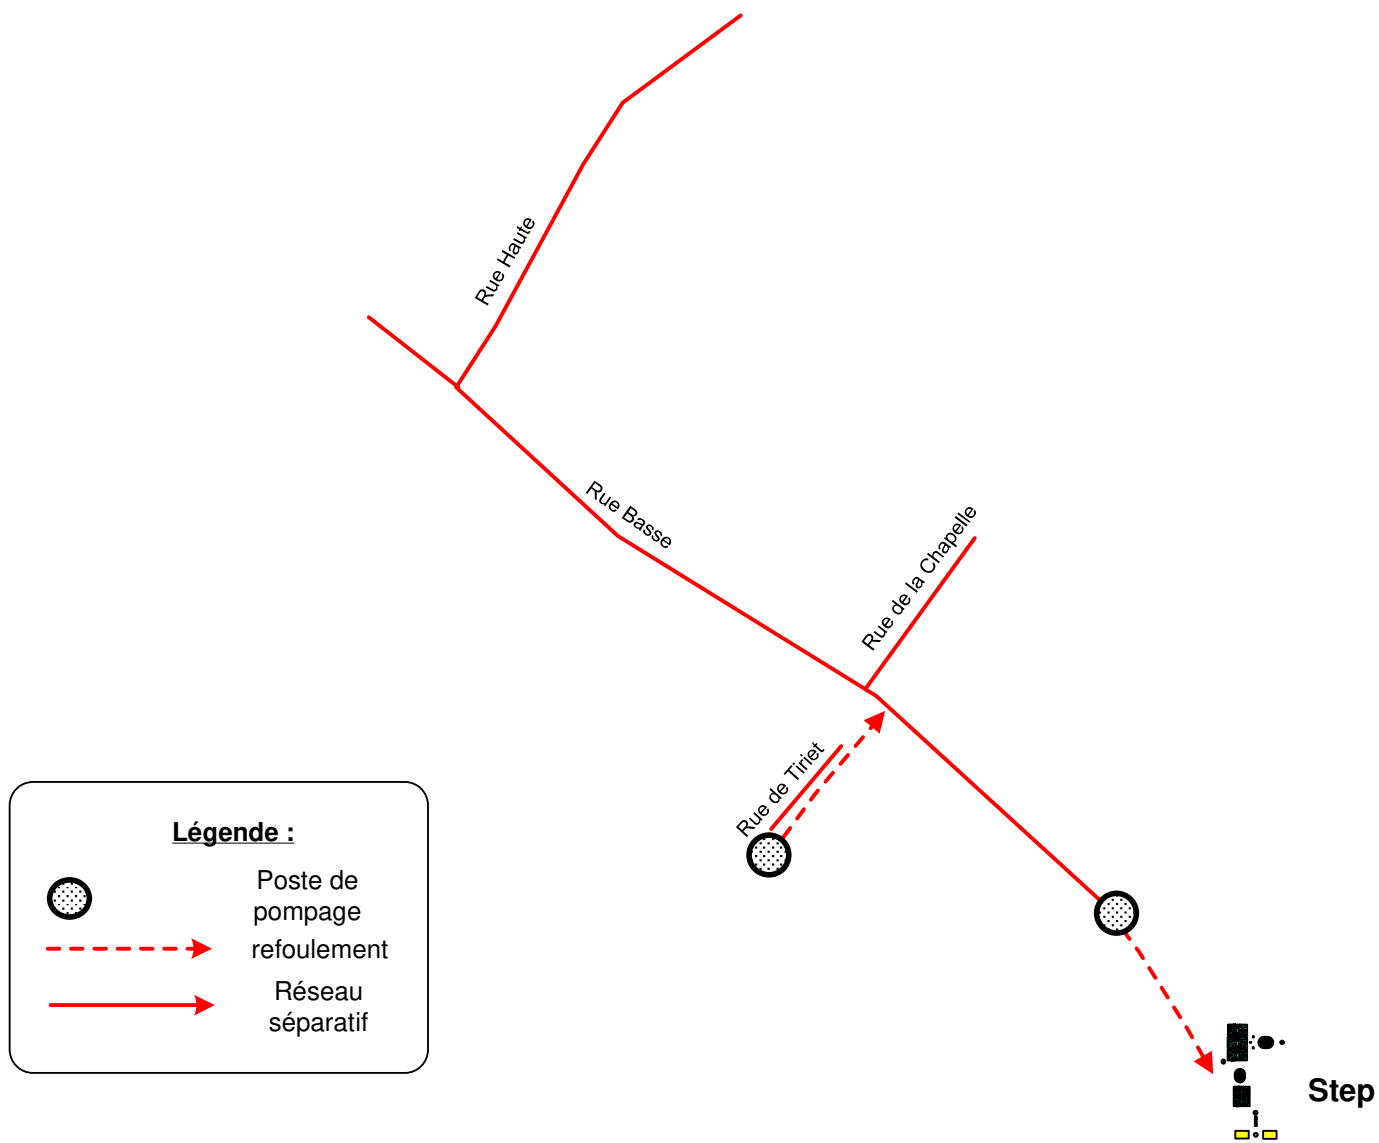 Rue Haute
Rue Basse
Rue de la Chapelle
Rue de Tiriet
Légende :
Poste de
pompage
refoulement
Réseau
séparatif
Step